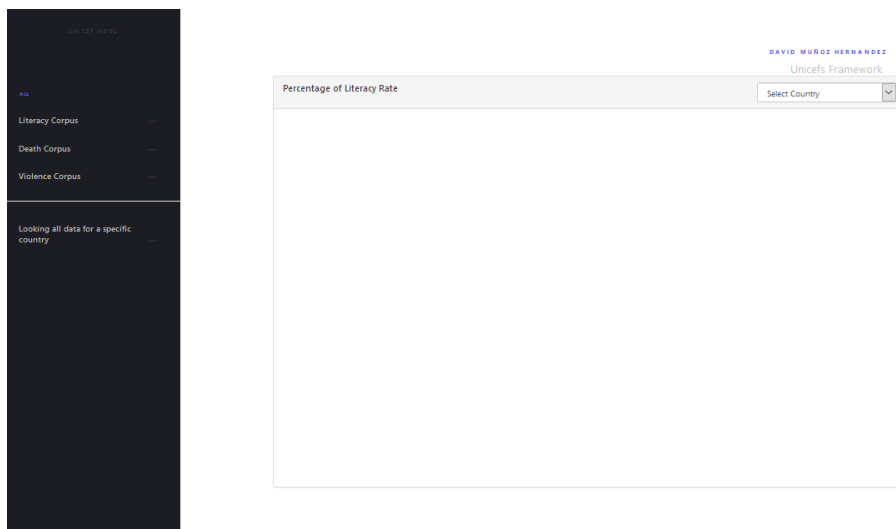 UNICEF MENU
DAVID MUÑOZ HERNANDEZ
Unicefs Framework
ALL
Literacy Corpus
Death Corpus
Violence Corpus
Looking all data for a specific
country
Percentage of Literacy Rate
Select Country